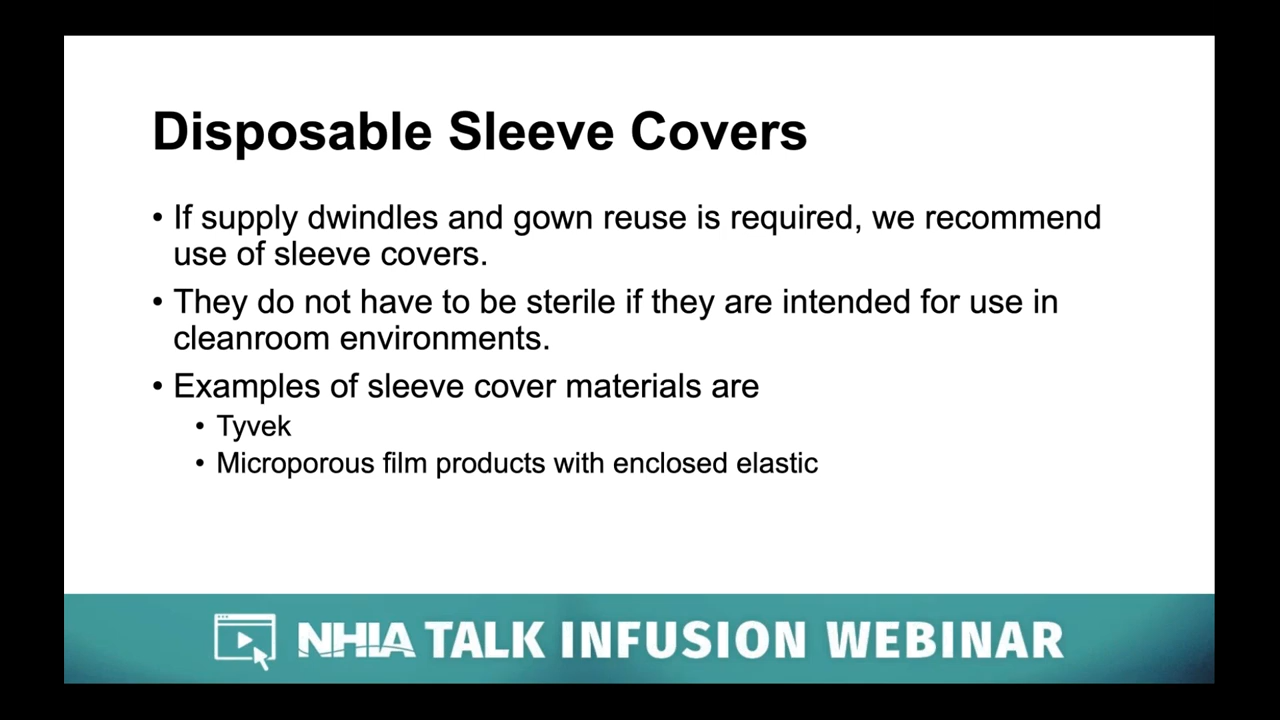 Disposable Sleeve Covers
• If supply dwindles and gown reuse is required, we recommend
use of sleeve covers.
• They do not have to be sterile if they are intended for use in
cleanroom environments.
• Examples of sleeve cover materials are
• Tyvek
• Microporous film products with enclosed elastic
NHIA TALK INFUSION WEBINAR